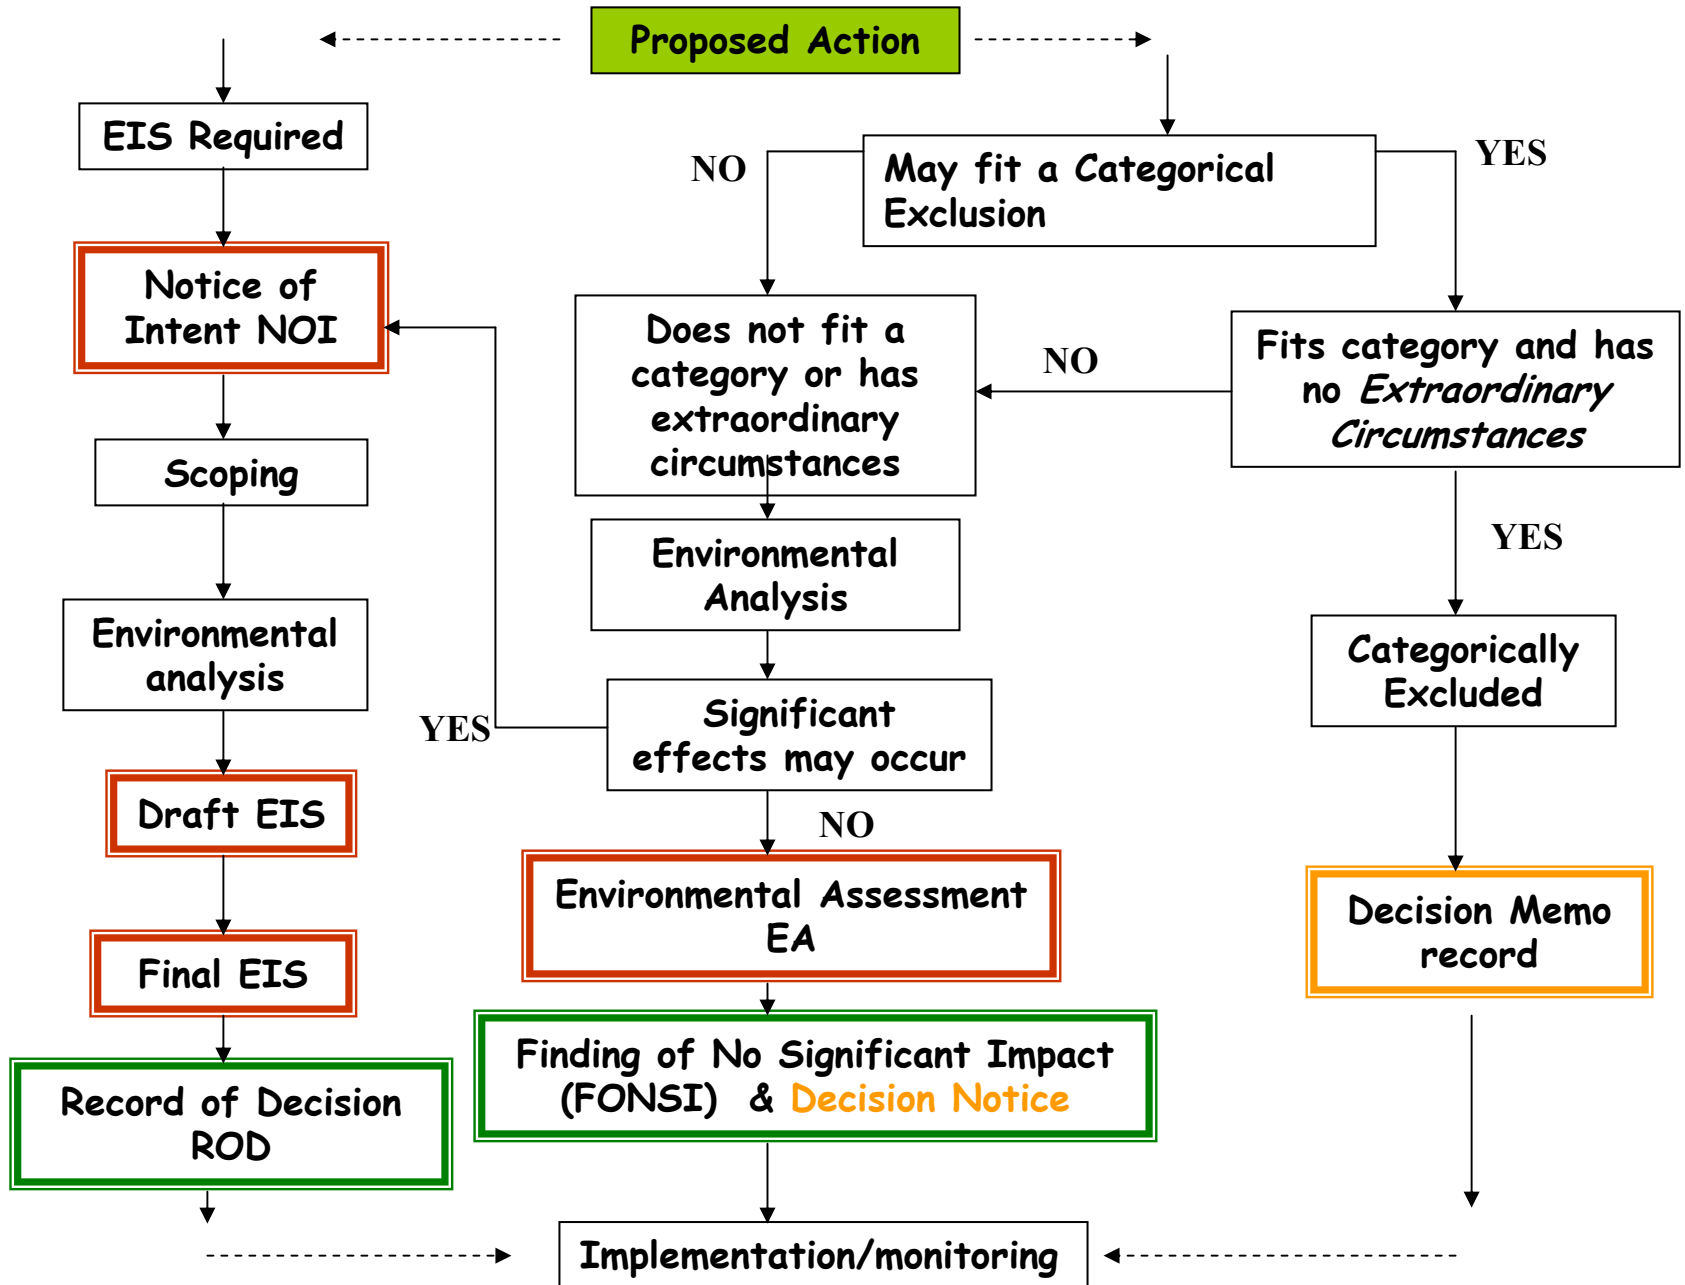 Proposed Action
EIS Required
NO
May fit a Categorical
Exclusion
YES
Notice of
Intent NOI
Does not fit a
category or has
extraordinary
circumstances
NO
Fits category and has
no Extraordinary
Circumstances
Scoping
YES
Environmental
Analysis
Environmental
analysis
Categorically
Excluded
YES
Significant
effects may occur
Draft EIS
NO
Environmental Assessment
EA
Decision Memo
record
Final EIS
Finding of No Significant Impact
(FONSI) & Decision Notice
Record of Decision
ROD
Implementation/monitoring